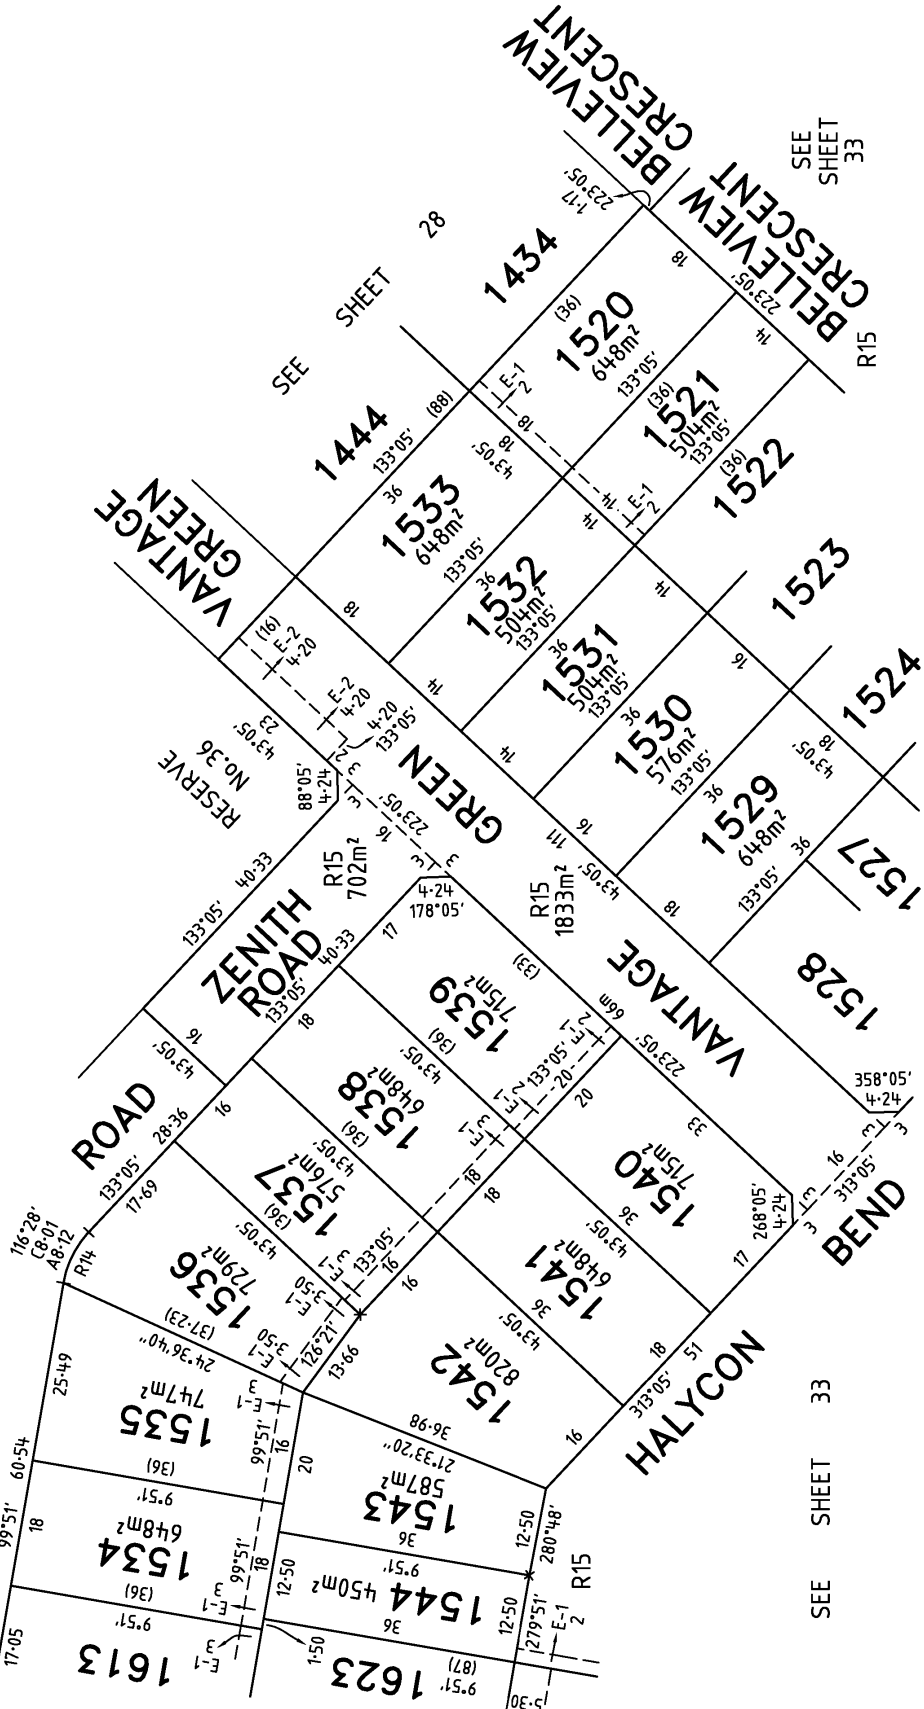 BELLEVIEW
CRESCENT
BELLEVIEW
CRESCENT
SEE
SHEET
33
1·17
223°05'
SEE SHEET 28
1434
18
(36)
1520
648m²
133°05'
223°05'
14
R15
E-1
2
18
(36)
1521
504m²
133°05'
(36)
1522
14
E-1
2
1444
133°05'
(88)
36
18
43°05'
1533
648m²
133°05'
18
36
1532
504m²
133°05'
14
14
36
1531
504m²
133°05'
14
14
36
1530
576m²
133°05'
16
16
1523
1524
36
1529
648m²
43°05'
18
18
133°05'
36
1527
1528
VANTAGE
GREEN
(16)
E-2
4·20
E-2
4·20
4·20
133°05'
43°05'
23
RESERVE
No.36
88°05'
4·24
3
2
3
16
223°05'
3
3
GREEN
111
43°05'
R15
702m²
R15
1833m²
VANTAGE
4·24
178°05'
133°05'
40·33
ZENITH
ROAD
40·33
133°05'
16
43°05'
17
18
16
(33)
1539
715m²
(36)
43°05'
66m
E-1
2
133°05'
20
E-1
2
E-1
3
223°05'
20
1538
648m²
(36)
43°05'
18
18
ROAD
133°05'
28·36
17·69
1537
576m²
(36)
43°05'
E-1
3
133°05'
16
16
116°28'
C8·01
A8·12
R14
1536
729m²
(37·23)
24°36'40"
E-1
3·50
E-1
3·50
126°21'
13·66
33
1540
715m²
36
43°05'
268°05'
4·24
17
358°05'
4·24
3
3
3
3
16
313°05'
BEND
1541
648m²
36
43°05'
18
51
313°05'
HALYCON
1542
820m²
16
36·98
21°33'20"
25·49
60·54
99°51'
18
17·05
1535
747m²
(36)
9°51'
E-1
3
99°51'
16
20
1543
587m²
36
9°51'
12·50
280°48'
1534
648m²
(36)
9°51'
E-1
3
99°51'
18
12·50
1544
450m²
36
12·50
279°51'
E-1
2
R15
1613
E-1
3
1·50
1623
(87)
9°51'
5·30
SEE SHEET 33